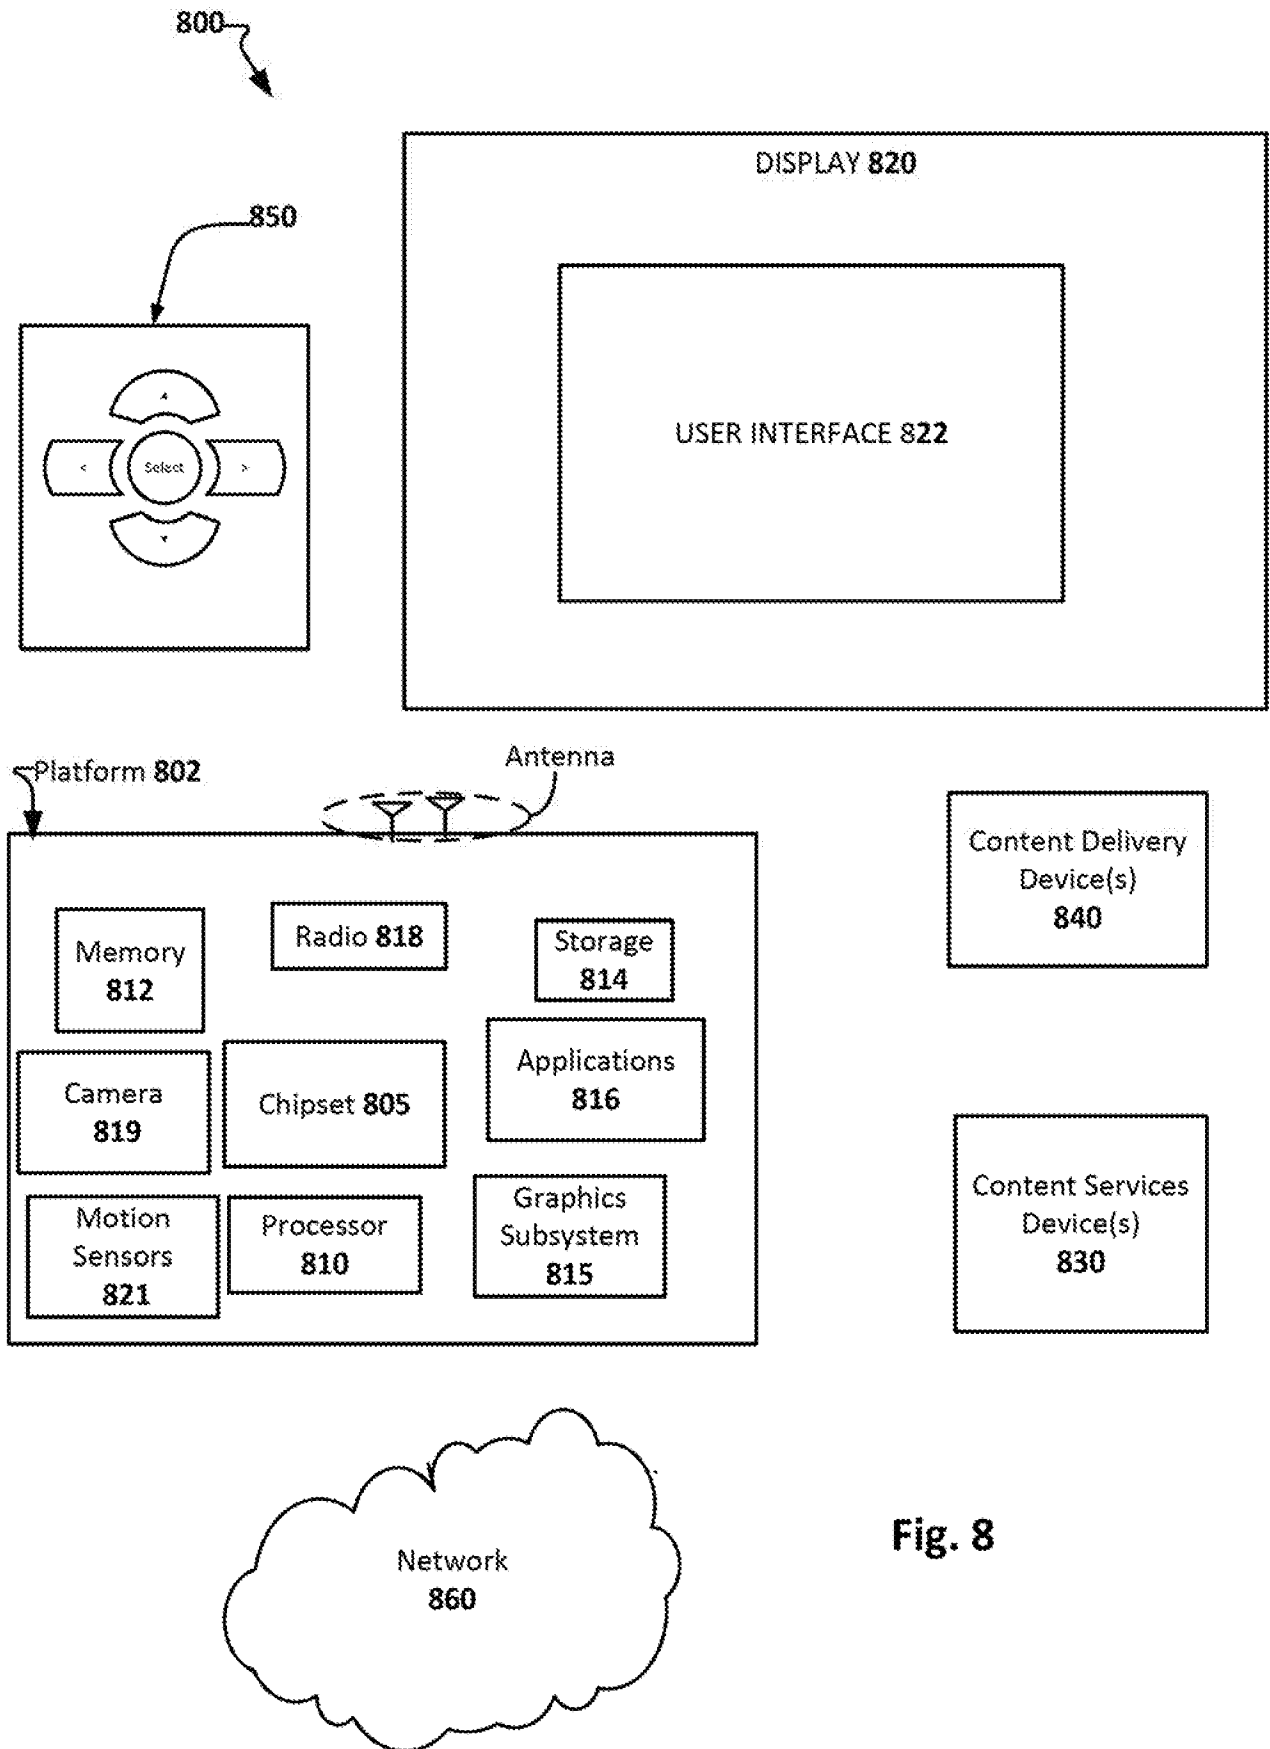 800
DISPLAY 820
850
USER INTERFACE 822
Select
<
>
Platform 802
Antenna
Memory
812
Radio 818
Storage
814
Camera
819
Chipset 805
Applications
816
Motion
Sensors
821
Processor
810
Graphics
Subsystem
815
Content Delivery
Device(s)
840
Content Services
Device(s)
830
Network
860
Fig. 8